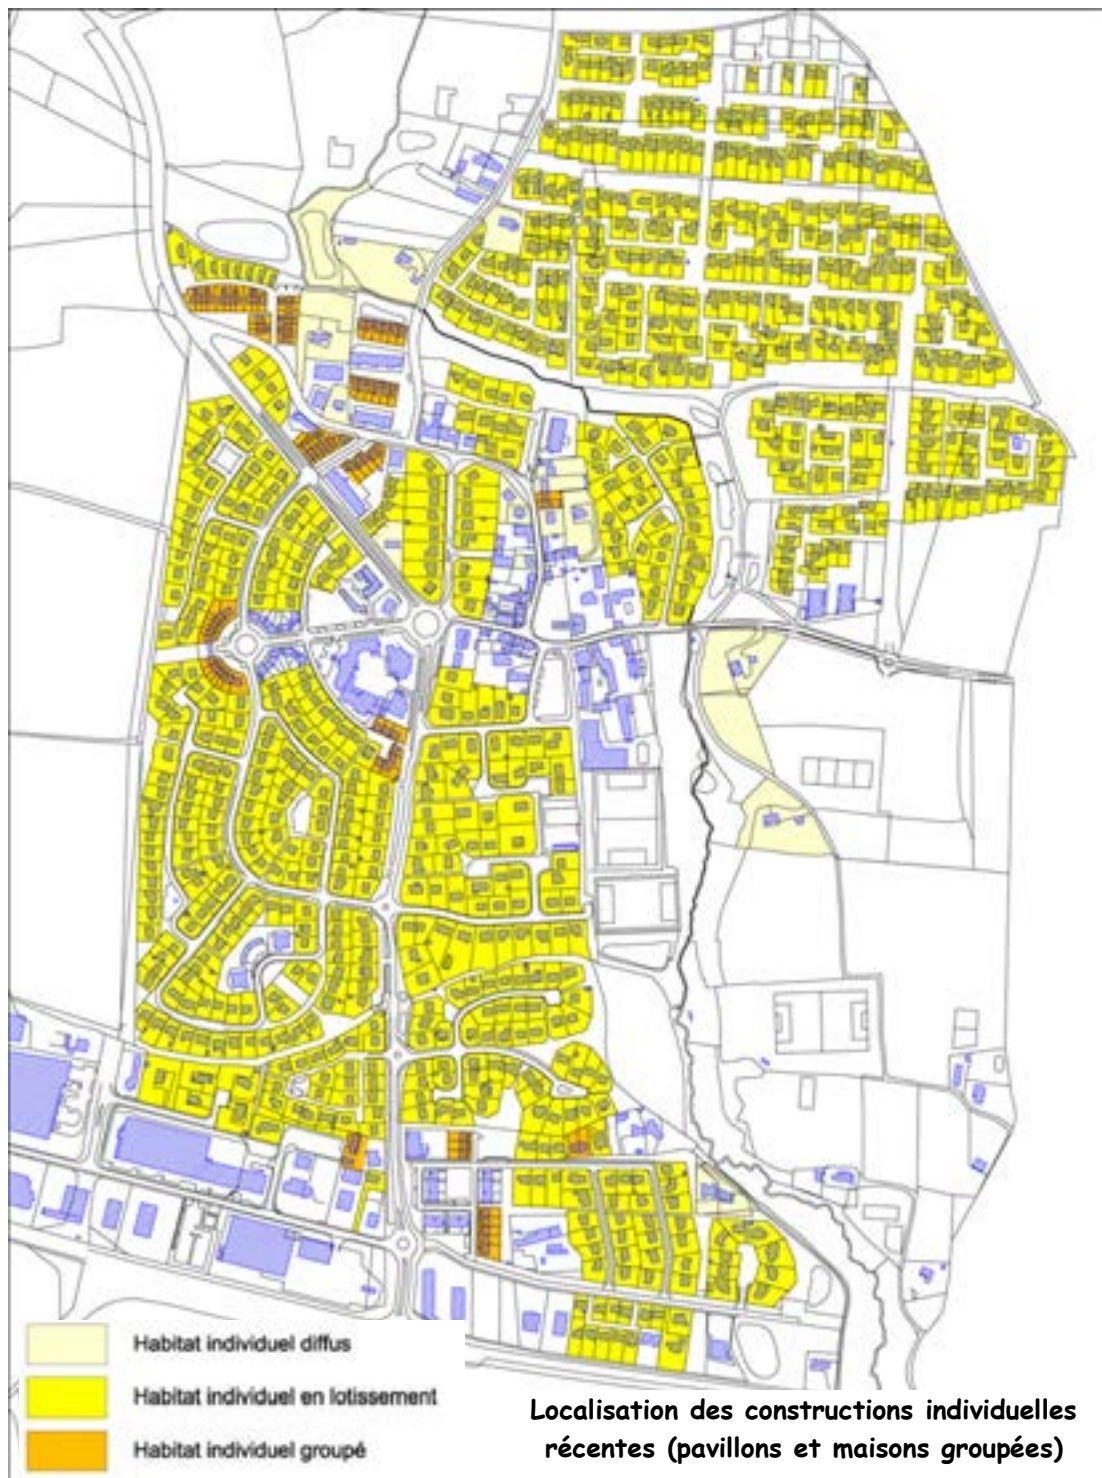 Habitat individuel diffus
Habitat individuel en lotissement
Habitat individuel groupé
Localisation des constructions individuelles
récentes (pavillons et maisons groupées)